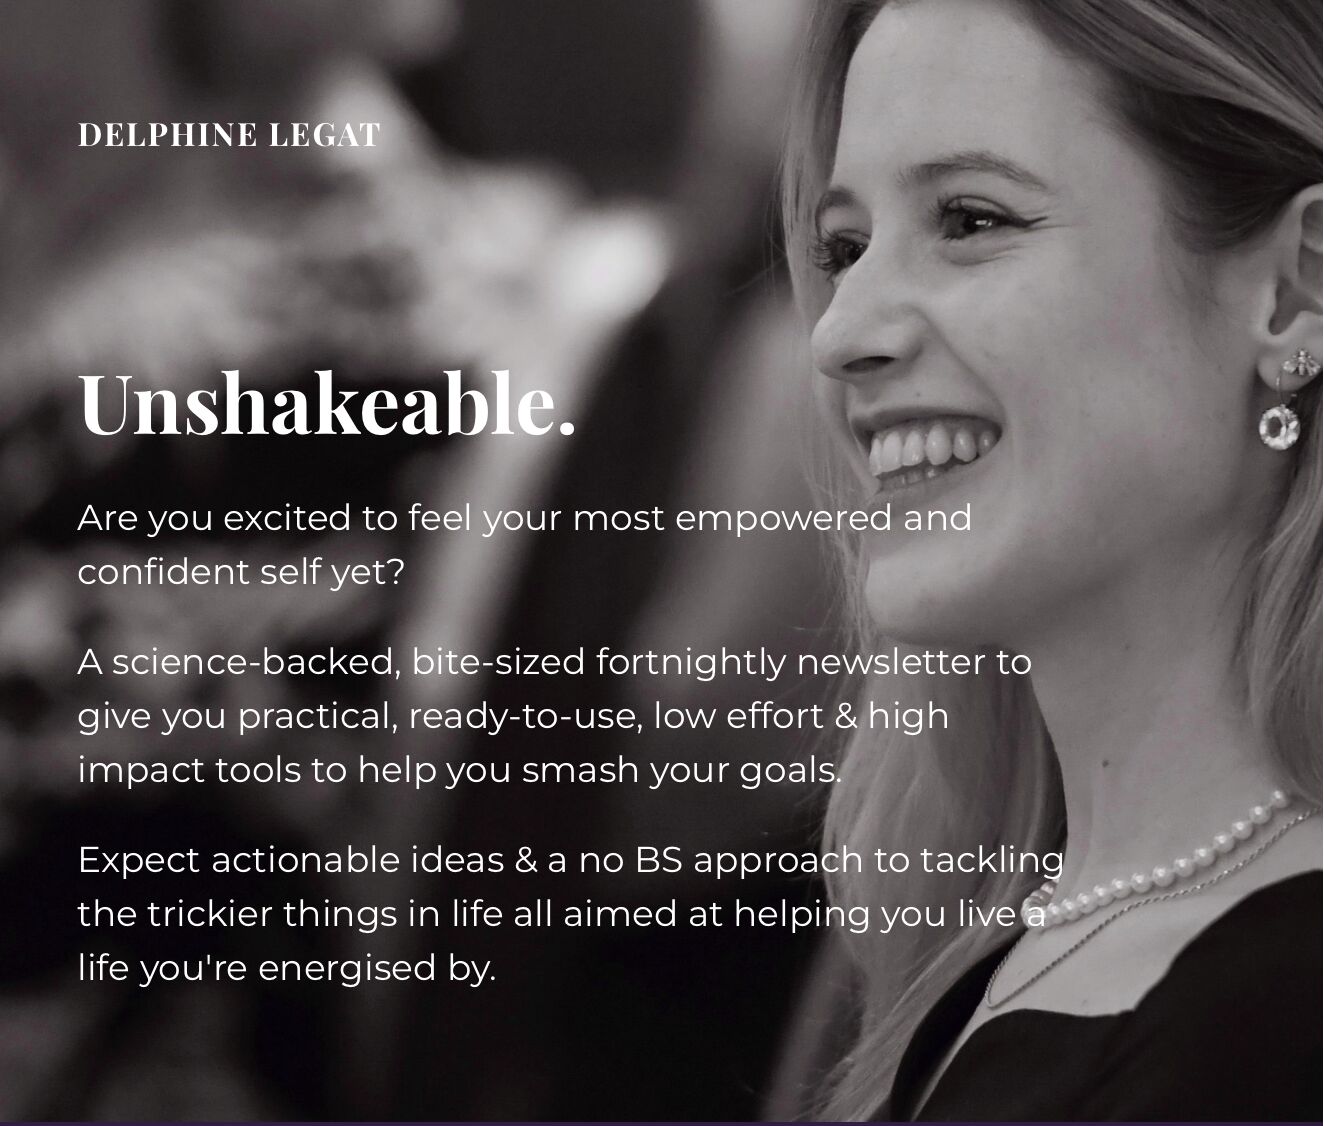 DELPHINE LEGAT
Unshakeable.
Are you excited to feel your most empowered and
confident self yet?
A science-backed, bite-sized fortnightly newsletter to
give you practical, ready-to-use, low effort & high
impact tools to help you smash your goals.
Expect actionable ideas & a no BS approach to tackling
the trickier things in life all aimed at helping you live a
life you're energised by.